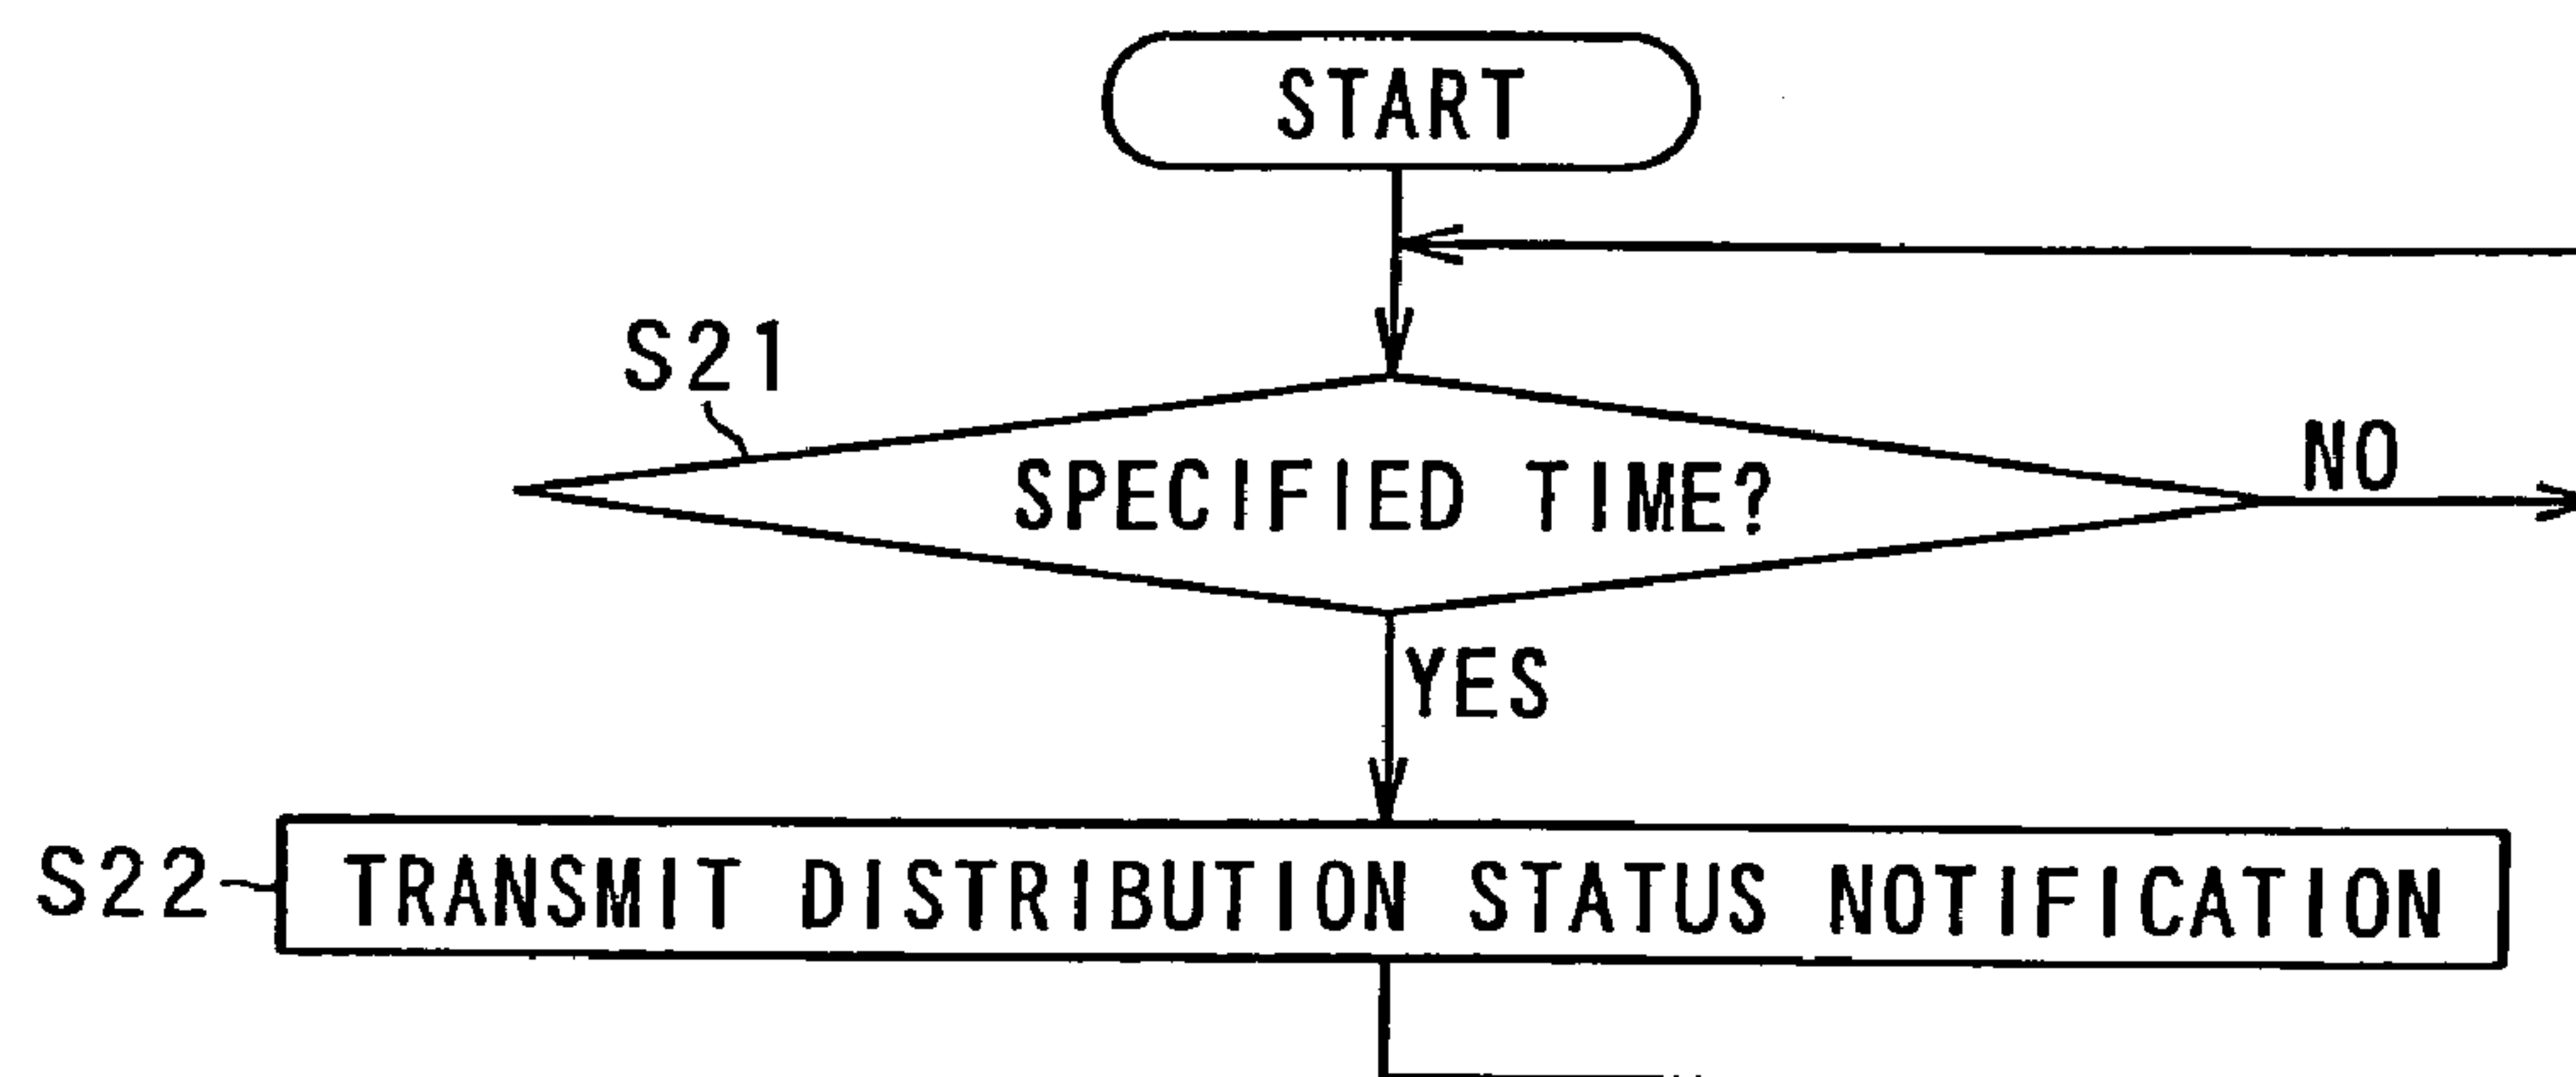 START
S21
SPECIFIED TIME?
NO
YES
S22
TRANSMIT DISTRIBUTION STATUS NOTIFICATION